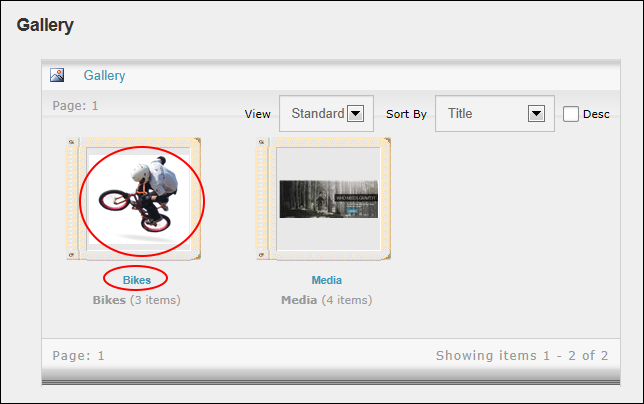 Gallery
Gallery
Page: 1
View Standard Sort By Title Desc
WHO NEEDS GRAVITY?
Bikes Media
Bikes (3 items) Media (4 items)
Page: 1 Showing items 1 - 2 of 2